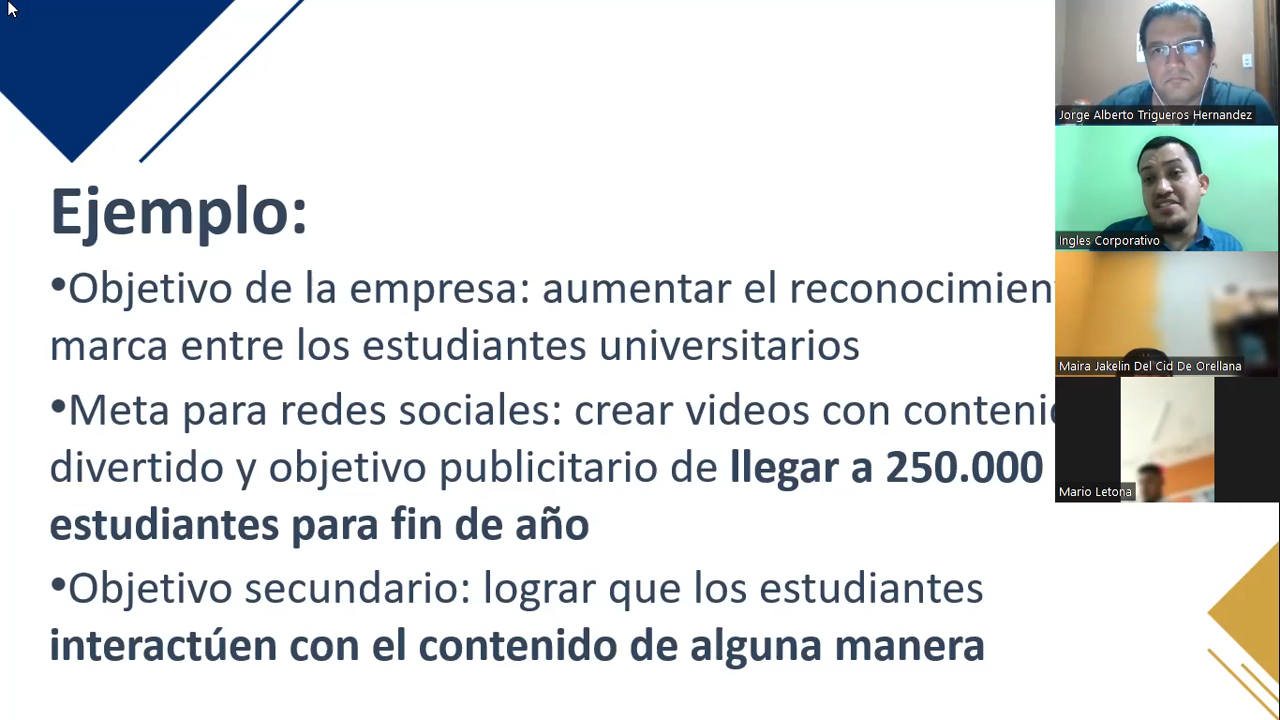 Ejemplo:
•Objetivo de la empresa: aumentar el
marca entre los estudiantes universitarios
•Meta para redes sociales: crear videos con
divertido y objetivo publicitario de llegar a 250.000
estudiantes para fin de año
•Objetivo secundario: lograr que los estudiantes
interactúen con el contenido de alguna manera
Jorge Alberto Trigueros Hernandez
Ingles Corporativo
Maira Jakelin Del Cid De Orellana
Mario Letona